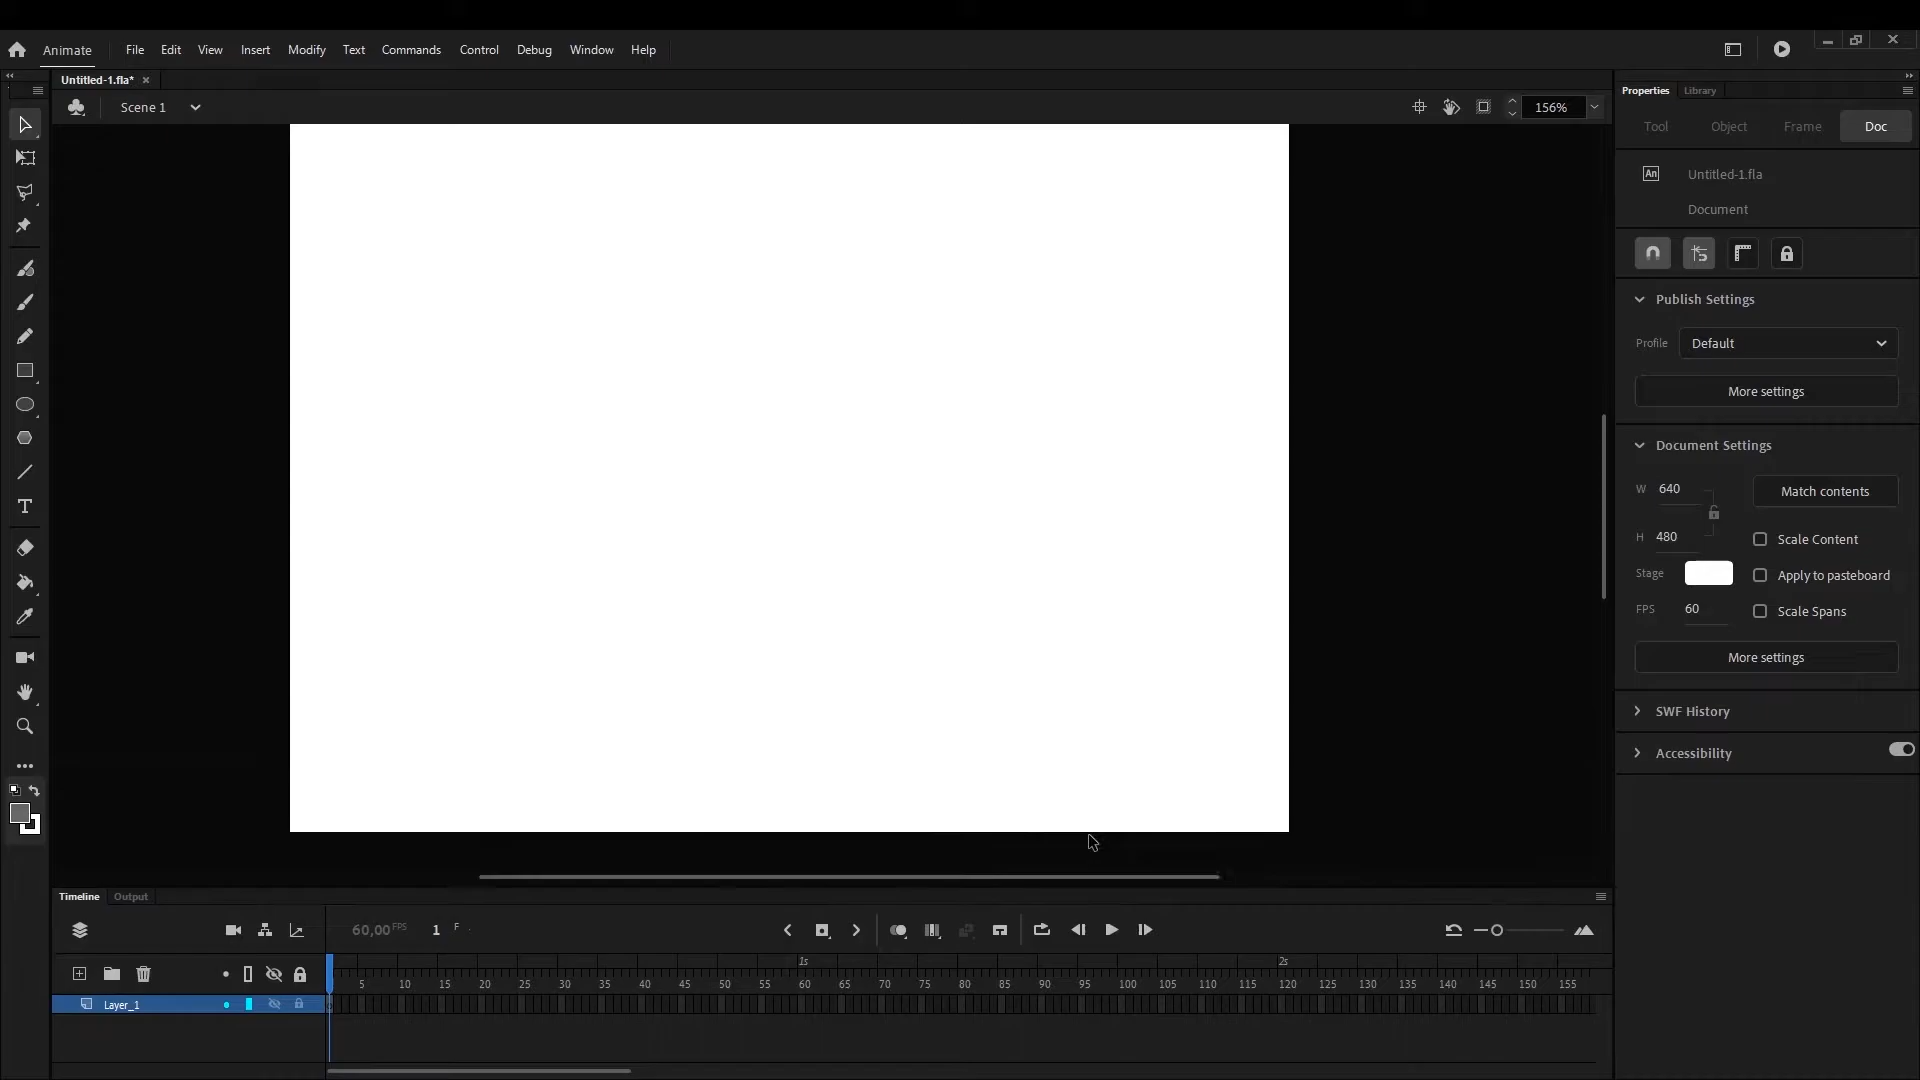 Animate File Edit View Insert Modify Text Commands Control Debug Window Help
Untitled-1.fla*
Scene 1 156%
Properties Library
Tool Object Frame Doc
An Untitled-1.fla
Document
Publish Settings
Profile Default
More settings
Document Settings
W 640 Match contents
H 480 Scale Content
Stage Apply to pasteboard
FPS 60 Scale Spans
More settings
SWF History
Accessibility
T
Timeline Output
60,00 FPS 1 F
1s 2s
5 10 15 20 25 30 35 40 45 50 55 60 65 70 75 80 85 90 95 100 105 110 115 120 125 130 135 140 145 150 155
Layer_1